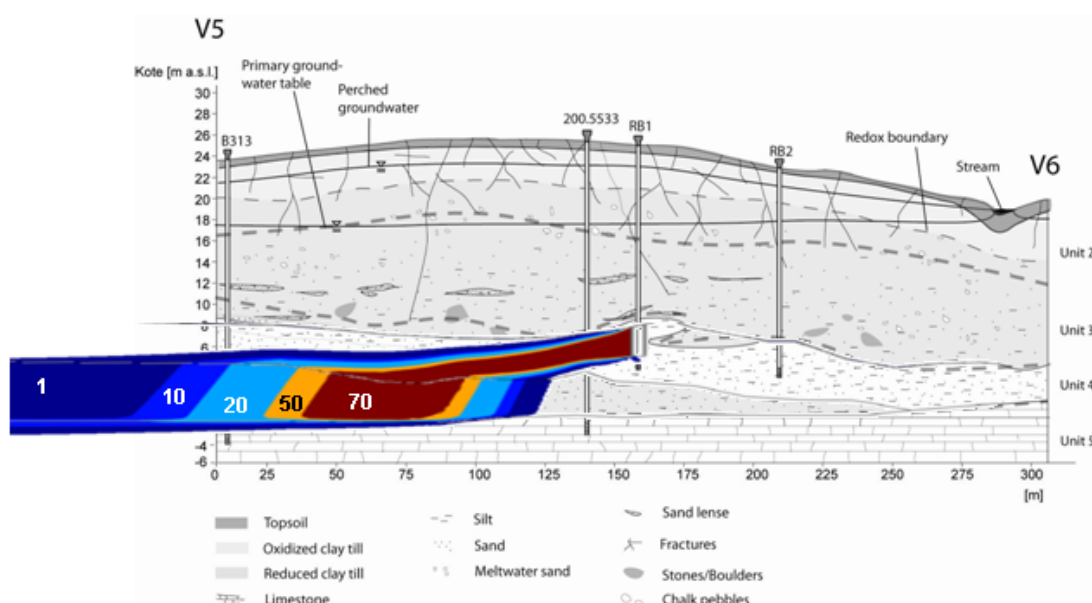 V5
Kote [m a.s.l.]
Primary ground-
water table
Perched
groundwater
30
28
26
24
22
20
18
16
14
12
10
8
6
-4
-6
B313
200.5533
RB1
RB2
Redox boundary
Stream
V6
Unit 2
Unit 3
Unit 4
Unit 5
1
10
20
50
70
0
25
50
75
100
125
150
175
200
225
250
275
300
[m]
Topsoil
Oxidized clay till
Reduced clay till
Limestone
Silt
Sand
Meltwater sand
Sand lense
Fractures
Stones/Boulders
Chalk pebbles